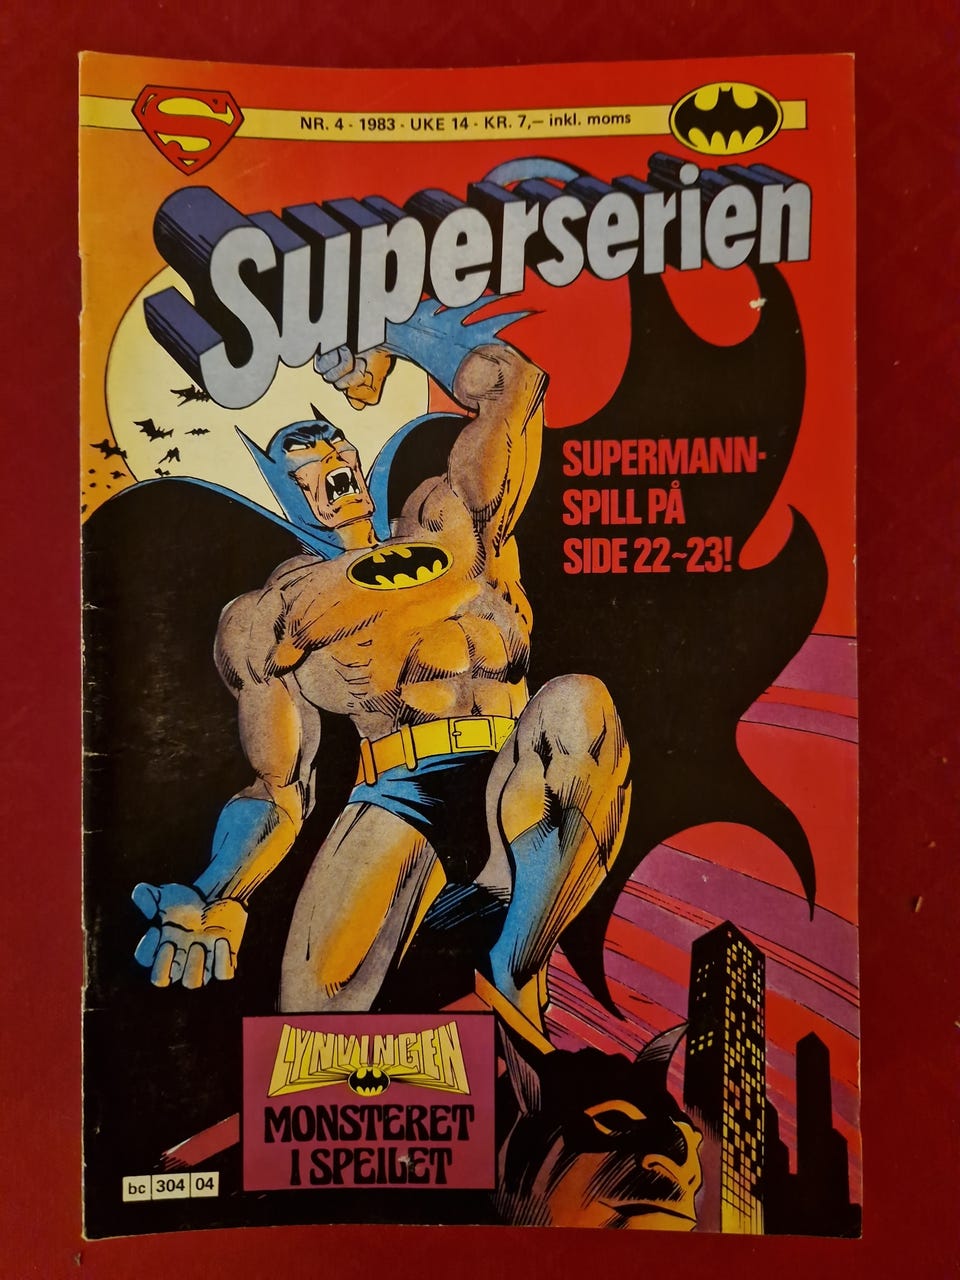 NR. 4 - 1983 - UKE 14 - KR. 7,— inkl. moms
Superserien
SUPERMANN-
SPILL PÅ
SIDE 22~23!
LYNVINGEN
MONSTERET
I SPEILET
bc 304 04